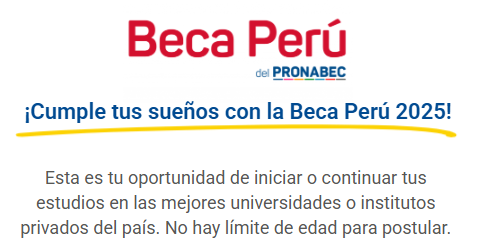 Beca Perú
del PRONABEC
¡Cumple tus sueños con la Beca Perú 2025!
Esta es tu oportunidad de iniciar o continuar tus
estudios en las mejores universidades o institutos
privados del país. No hay límite de edad para postular.